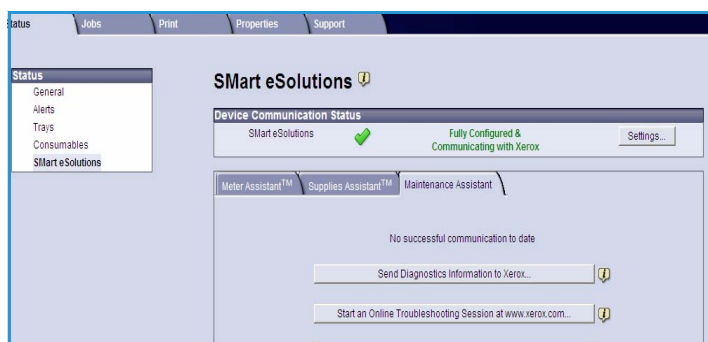 Status Jobs Print Properties Support
Status
General
Alerts
Trays
Consumables
SMart eSolutions
SMart eSolutions
Device Communication Status
SMart eSolutions
Fully Configured &
Communicating with Xerox
Settings...
Meter Assistant™ Supplies Assistant™ Maintenance Assistant
No successful communication to date
Send Diagnostics Information to Xerox...
Start an Online Troubleshooting Session at www.xerox.com...